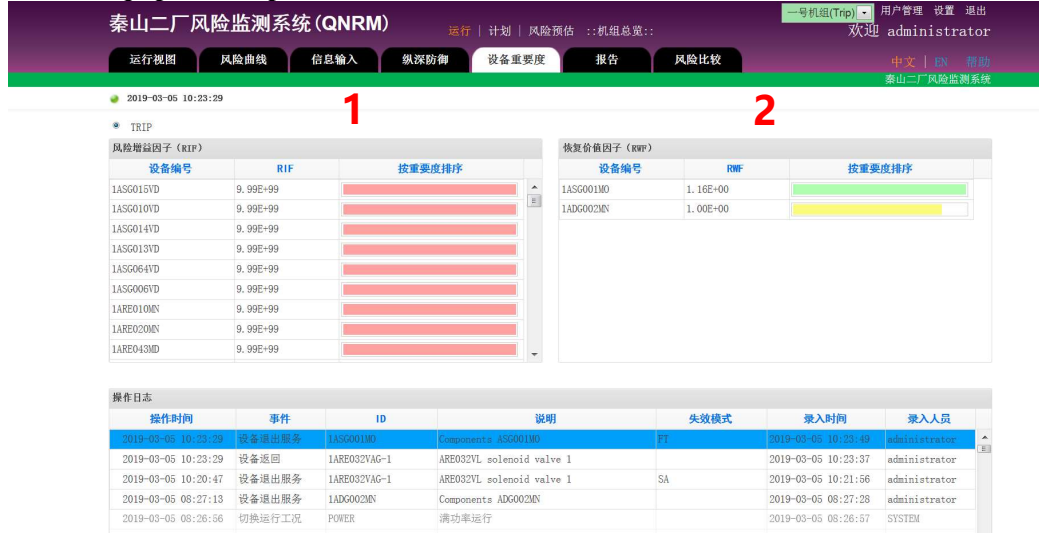 秦山二厂风险监测系统(QNRM)
运行 | 计划 | 风险预估 ::机组总览::
一号机组(Trip) 用户管理 设置 退出
欢迎 administrator
运行视图 风险曲线 信息输入 纵深防御 设备重要度 报告 风险比较
中文 | EN 帮助
秦山二厂风险监测系统
2019-03-05 10:23:29
1 2
TRIP
风险增益因子 (RIF)
设备编号 RIF 按重要度排序
1ASG015VD 9.99E+99
1ASG010VD 9.99E+99
1ASG014VD 9.99E+99
1ASG013VD 9.99E+99
1ASG064VD 9.99E+99
1ASG006VD 9.99E+99
1ARE010MN 9.99E+99
1ARE020MN 9.99E+99
1ARE043MD 9.99E+99
恢复价值因子 (RWF)
设备编号 RWF 按重要度排序
1ASG001MO 1.16E+00
1ADG002MN 1.00E+00
操作日志
操作时间 事件 ID 说明 失效模式 录入时间 录入人员
2019-03-05 10:23:29 设备退出服务 1ASG001MO Components ASG001MO FT 2019-03-05 10:23:49 administrator
2019-03-05 10:23:29 设备返回 1ARE032VAG-1 ARE032VL solenoid valve 1 2019-03-05 10:23:37 administrator
2019-03-05 10:20:47 设备退出服务 1ARE032VAG-1 ARE032VL solenoid valve 1 SA 2019-03-05 10:21:56 administrator
2019-03-05 08:27:13 设备退出服务 1ADG002MN Components ADG002MN 2019-03-05 08:27:28 administrator
2019-03-05 08:26:56 切换运行工况 POWER 满功率运行 2019-03-05 08:26:57 SYSTEM